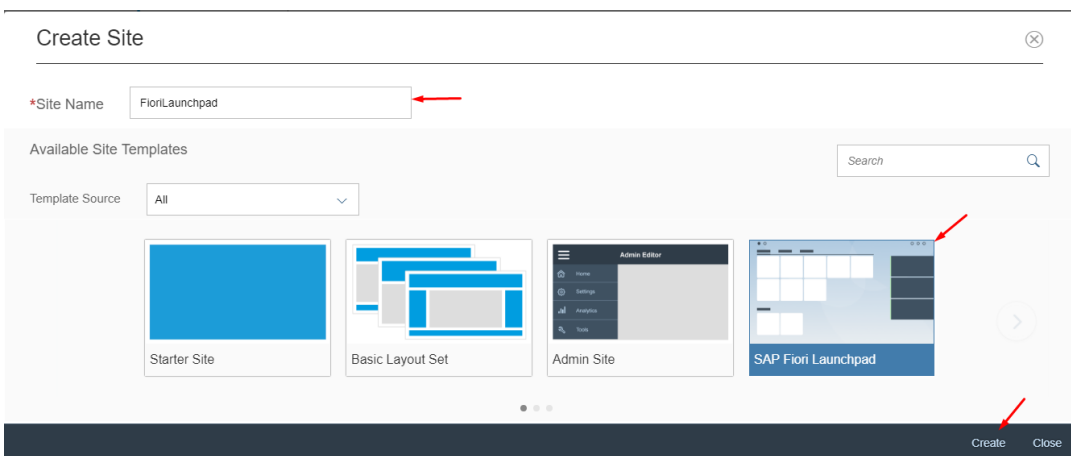 Create Site
*Site Name FioriLaunchpad
Available Site Templates
Search
Template Source All
Admin Editor
Home
Settings
Analytics
Tools
Starter Site
Basic Layout Set
Admin Site
SAP Fiori Launchpad
Create Close